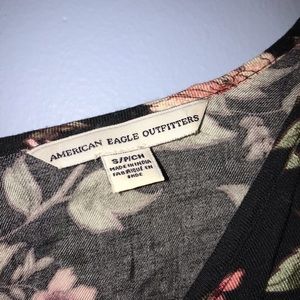 AMERICAN EAGLE OUTFITTERS
S/P/CH
MADE IN INDIA
FABRIQUÉ EN
INDE